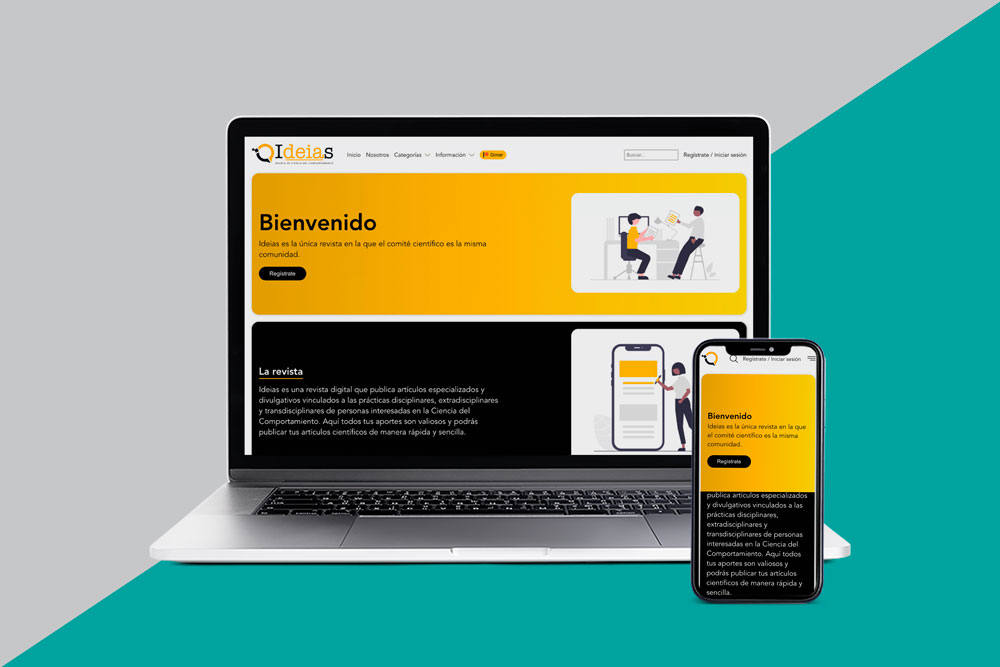 Ideias
REVISTA DE CIENCIA DEL COMPORTAMIENTO
Inicio Nosotros Categorías Información Donar
Buscar...
Regístrate / Iniciar sesión
Bienvenido
Ideias es la única revista en la que el comité científico es la misma
comunidad.
Regístrate
La revista
Ideias es una revista digital que publica artículos especializados y
divulgativos vinculados a las prácticas disciplinares, extradisciplinares
y transdisciplinares de personas interesadas en la Ciencia del
Comportamiento. Aquí todos tus aportes son valiosos y podrás
publicar tus artículos científicos de manera rápida y sencilla.
Regístrate / Iniciar sesión
Bienvenido
Ideias es la única revista en la que
el comité científico es la misma
comunidad.
Regístrate
publica artículos especializados
y divulgativos vinculados a las
prácticas disciplinares,
extradisciplinares y
transdisciplinares de personas
interesadas en la Ciencia del
Comportamiento. Aquí todos
tus aportes son valiosos y
podrás publicar tus artículos
científicos de manera rápida y
sencilla.